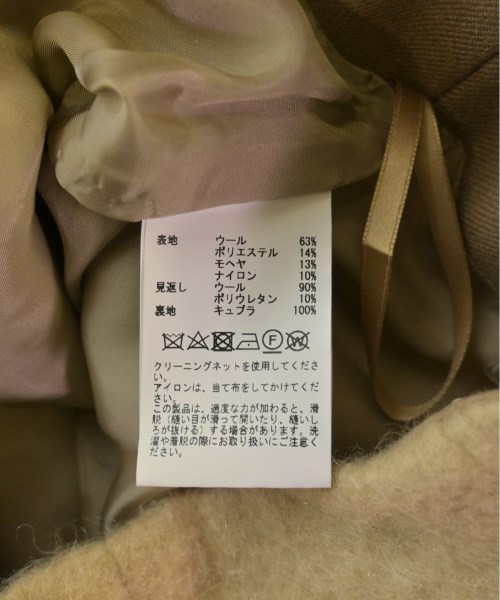 表地 ウール 63%
ポリエステル 14%
モヘヤ 13%
ナイロン 10%
見返し ウール 90%
ポリウレタン 10%
裏地 キュプラ 100%
F W
クリーニングネットを使用してくださ
い。
アイロンは、当て布をしてかけてくだ
さい。
この製品は、過度な力が加わると、滑
脱(縫い目が滑って開いたり、縫いし
ろが抜ける)する場合があります。洗
濯や着脱の際にお取り扱いにご注意く
ださい。